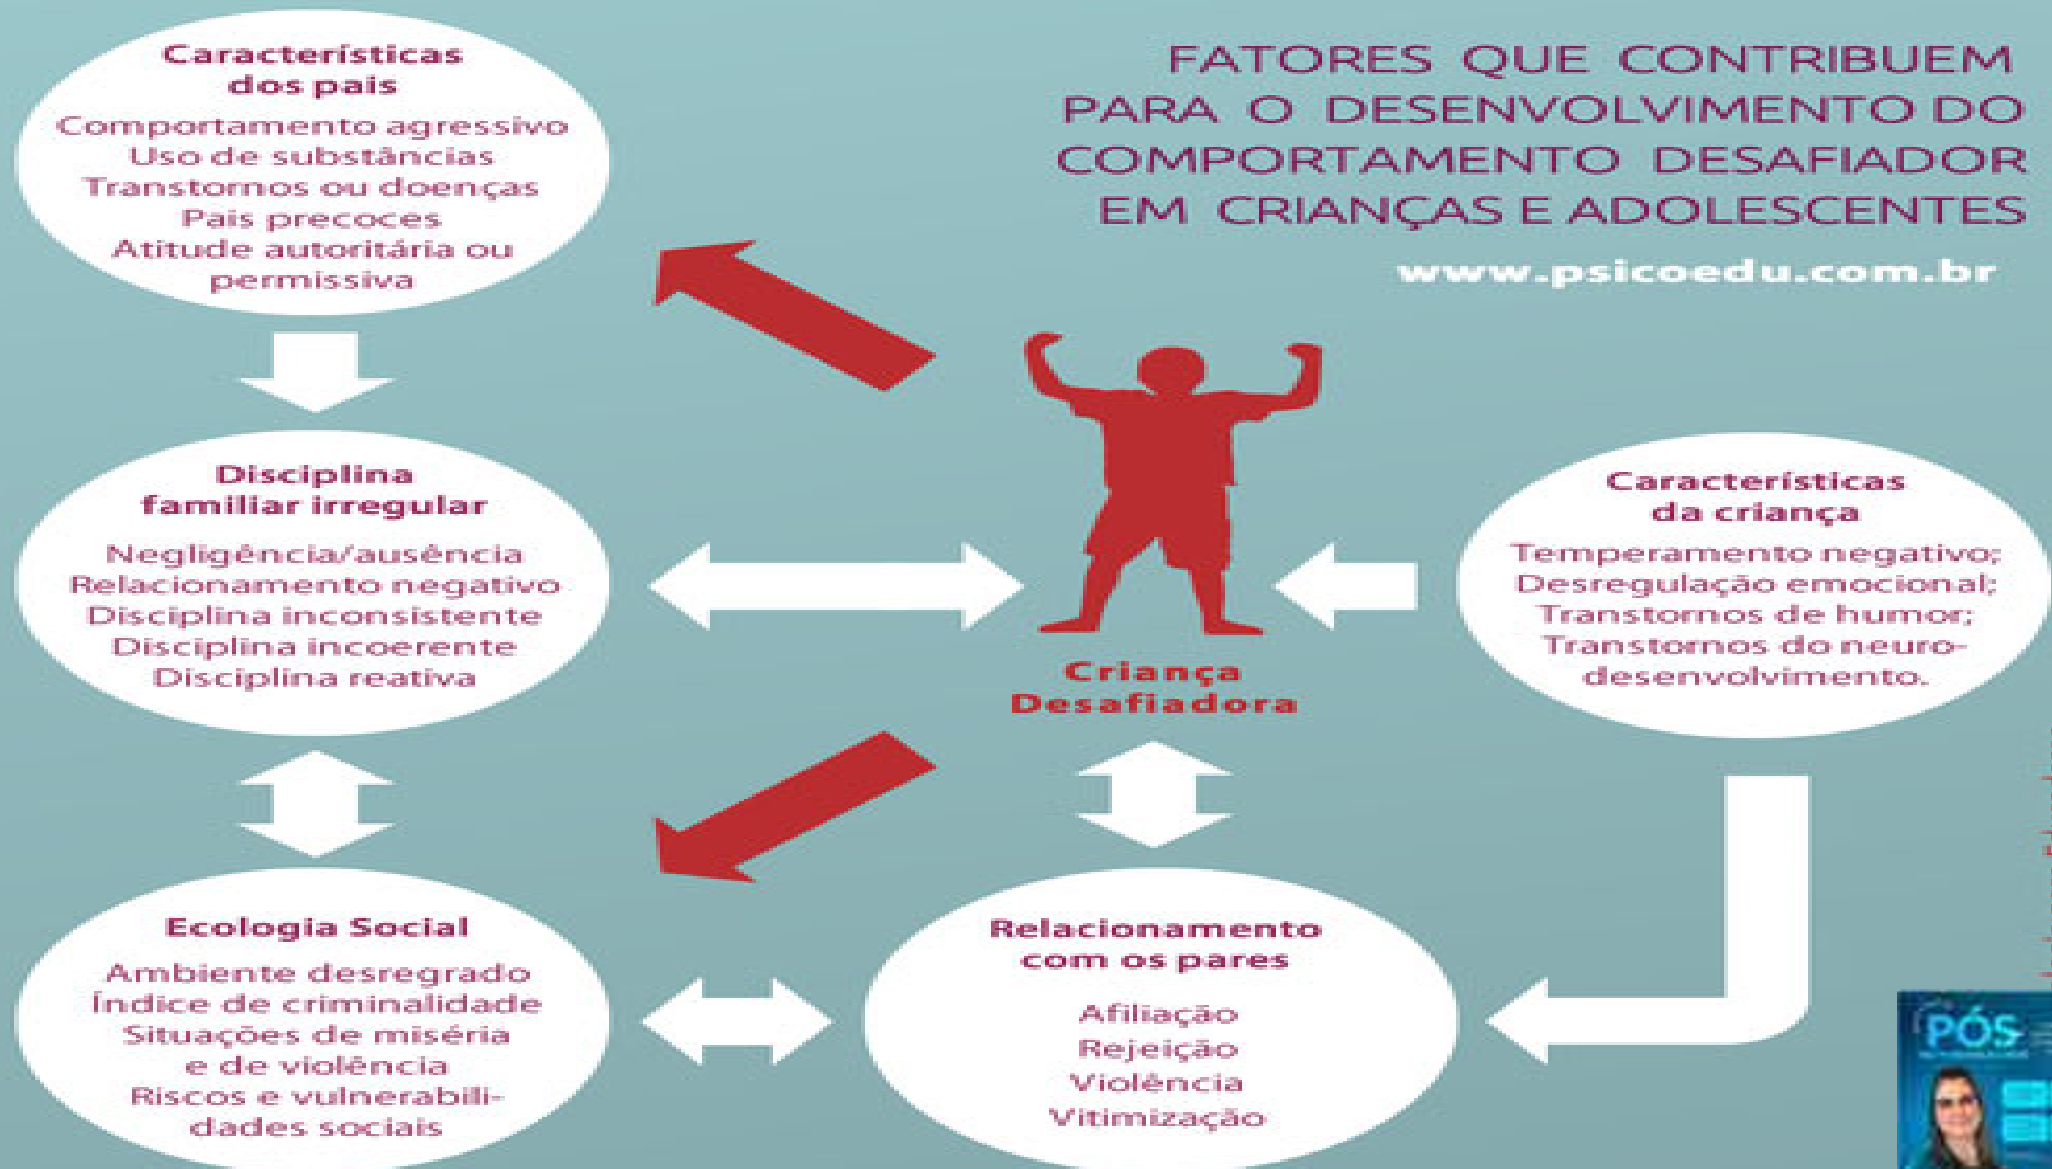 FATORES QUE CONTRIBUEM
PARA O DESENVOLVIMENTO DO
COMPORTAMENTO DESAFIADOR
EM CRIANÇAS E ADOLESCENTES
www.psicoedu.com.br
Características
dos pais
Comportamento agressivo
Uso de substâncias
Transtornos ou doenças
Pais precoces
Atitude autoritária ou
permissiva
Disciplina
familiar irregular
Negligência/ausência
Relacionamento negativo
Disciplina inconsistente
Disciplina incoerente
Disciplina reativa
Criança
Desafiadora
Características
da criança
Temperamento negativo;
Desregulação emocional;
Transtornos de humor;
Transtornos do neuro-
desenvolvimento.
Ecologia Social
Ambiente desregrado
Índice de criminalidade
Situações de miséria
e de violência
Riscos e vulnerabili-
dades sociais
Relacionamento
com os pares
Afiliação
Rejeição
Violência
Vitimização
PÓS